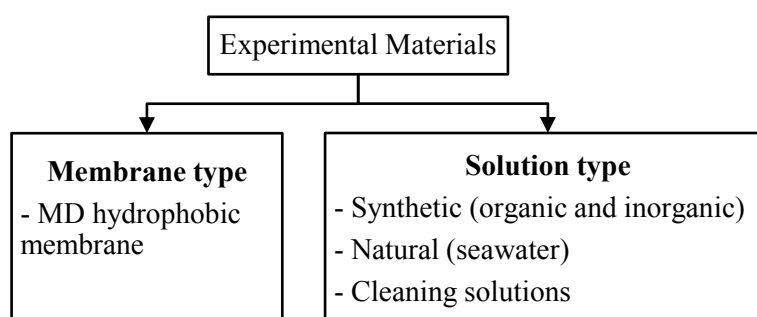 Experimental Materials
Membrane type
- MD hydrophobic
membrane
Solution type
- Synthetic (organic and inorganic)
- Natural (seawater)
- Cleaning solutions